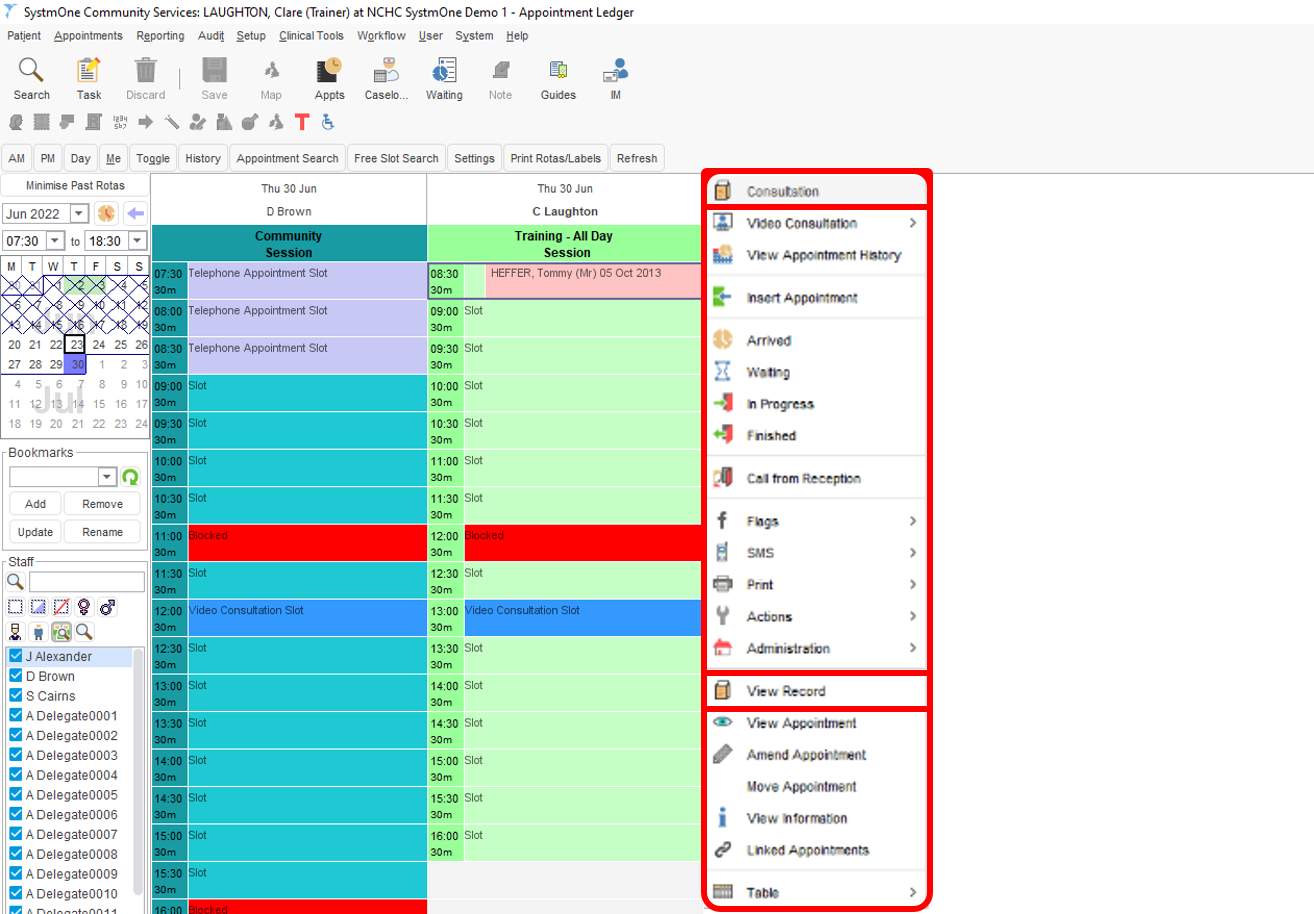 SystmOne Community Services: LAUGHTON, Clare (Trainer) at NCHC SystmOne Demo 1 - Appointment Ledger
Patient Appointments Reporting Audit Setup Clinical Tools Workflow User System Help
Search Task Discard Save Map Appts Caselo... Waiting Note Guides IM
AM PM Day Me Toggle History Appointment Search Free Slot Search Settings Print Rotas/Labels Refresh
Minimise Past Rotas
Jun 2022
07:30 to 18:30
M T W T F S S
30 31 1 2 3 4 5
6 7 8 9 10 11 12
13 14 15 16 17 18 19
20 21 22 23 24 25 26
27 28 29 30 1 2 3
4 5 6 7 8 9 10
Jul
11 12 13 14 15 16 17
18 19 20 21 22 23 24
Bookmarks
Add Remove
Update Rename
Staff
J Alexander
D Brown
S Cairns
A Delegate0001
A Delegate0002
A Delegate0003
A Delegate0004
A Delegate0005
A Delegate0006
A Delegate0007
A Delegate0008
A Delegate0009
A Delegate0010
A Delegate0011
Thu 30 Jun
D Brown
Community
Session
07:30 Telephone Appointment Slot
30m
08:00 Telephone Appointment Slot
30m
08:30 Telephone Appointment Slot
30m
09:00 Slot
30m
09:30 Slot
30m
10:00 Slot
30m
10:30 Slot
30m
11:00 Blocked
30m
11:30 Slot
30m
12:00 Video Consultation Slot
30m
12:30 Slot
30m
13:00 Slot
30m
13:30 Slot
30m
14:00 Slot
30m
14:30 Slot
30m
15:00 Slot
30m
15:30 Slot
30m
16:00 Blocked
Thu 30 Jun
C Laughton
Training - All Day
Session
08:30 HEFFER, Tommy (Mr) 05 Oct 2013
30m
09:00 Slot
30m
09:30 Slot
30m
10:00 Slot
30m
10:30 Slot
30m
11:00 Slot
30m
11:30 Slot
30m
12:00 Blocked
30m
12:30 Slot
30m
13:00 Video Consultation Slot
30m
13:30 Slot
30m
14:00 Slot
30m
14:30 Slot
30m
15:00 Slot
30m
15:30 Slot
30m
16:00 Slot
30m
Consultation
Video Consultation
View Appointment History
Insert Appointment
Arrived
Waiting
In Progress
Finished
Call from Reception
Flags
SMS
Print
Actions
Administration
View Record
View Appointment
Amend Appointment
Move Appointment
View Information
Linked Appointments
Table